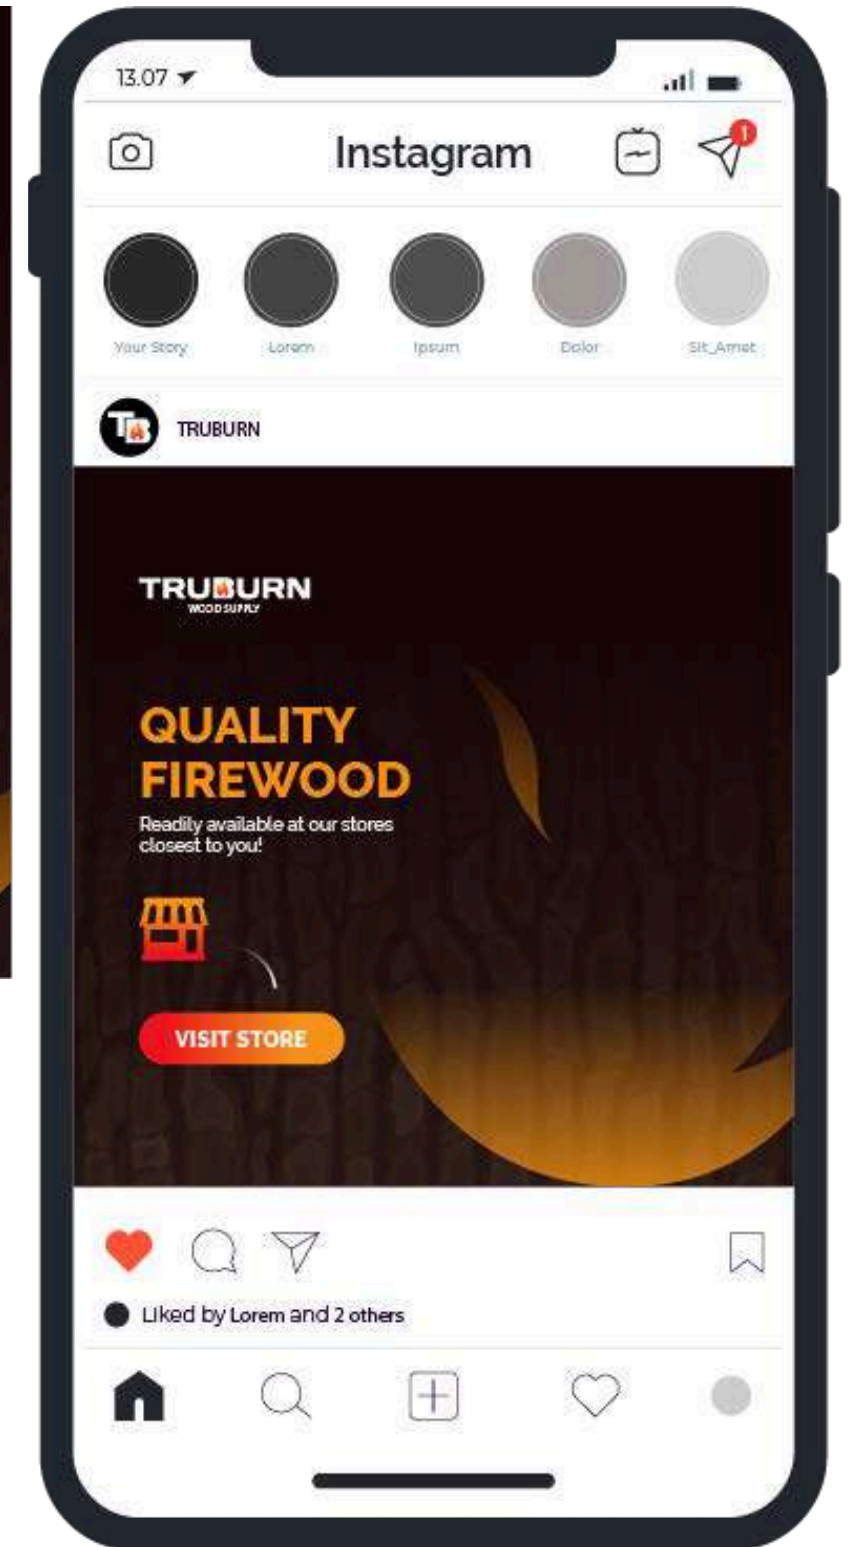 13.07
Instagram
1
Your Story
Lorem
Ipsum
Dolor
Sit_Amet
TB
TRUBURN
TRUBURN
WOOD SUPPLY
QUALITY
FIREWOOD
Readily available at our stores
closest to you!
VISIT STORE
Liked by Lorem and 2 others